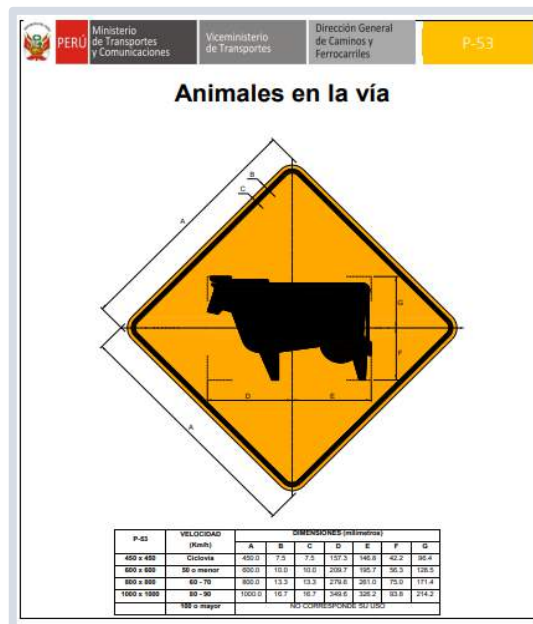 PERÚ
Ministerio
de Transportes
y Comunicaciones
Viceministerio
de Transportes
Dirección General
de Caminos y
Ferrocarriles
P-53
Animales en la vía
B
C
A
G
F
D E
A
P-53 VELOCIDAD (Km/h) DIMENSIONES (milímetros)
A B C D E F G
450 x 450 Ciclovía 450.0 7.5 7.5 157.3 146.8 42.2 96.4
600 x 600 50 o menor 600.0 10.0 10.0 209.7 195.7 56.3 128.5
800 x 800 60 - 70 800.0 13.3 13.3 279.6 261.0 75.0 171.4
1000 x 1000 80 - 90 1000.0 16.7 16.7 349.6 326.2 93.8 214.2
100 o mayor NO CORRESPONDE SU USO